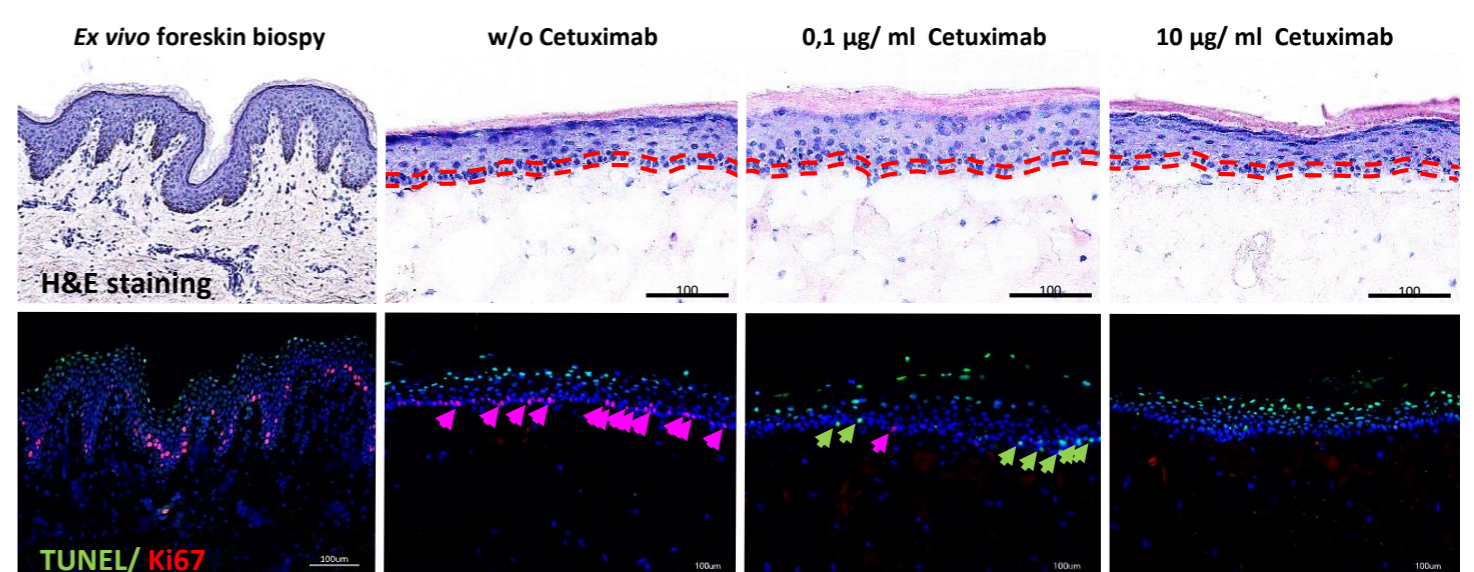 Ex vivo foreskin biospy
w/o Cetuximab
0,1 µg/ ml Cetuximab
10 µg/ ml Cetuximab
H&E staining
100
100
100
TUNEL/ Ki67
100um
100um
100um
100um